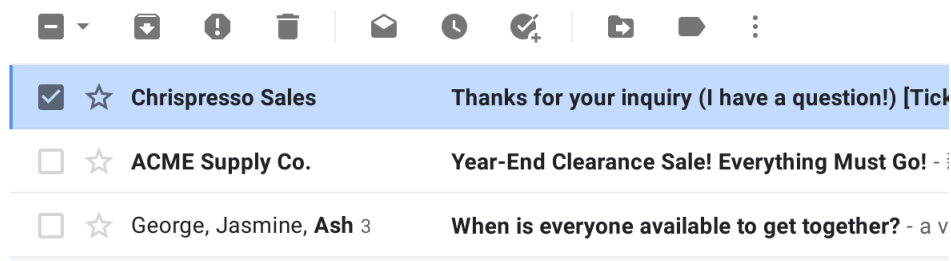 Chrispresso Sales Thanks for your inquiry (I have a question!)
ACME Supply Co. Year-End Clearance Sale! Everything Must Go! -
George, Jasmine, Ash 3 When is everyone available to get together? - a